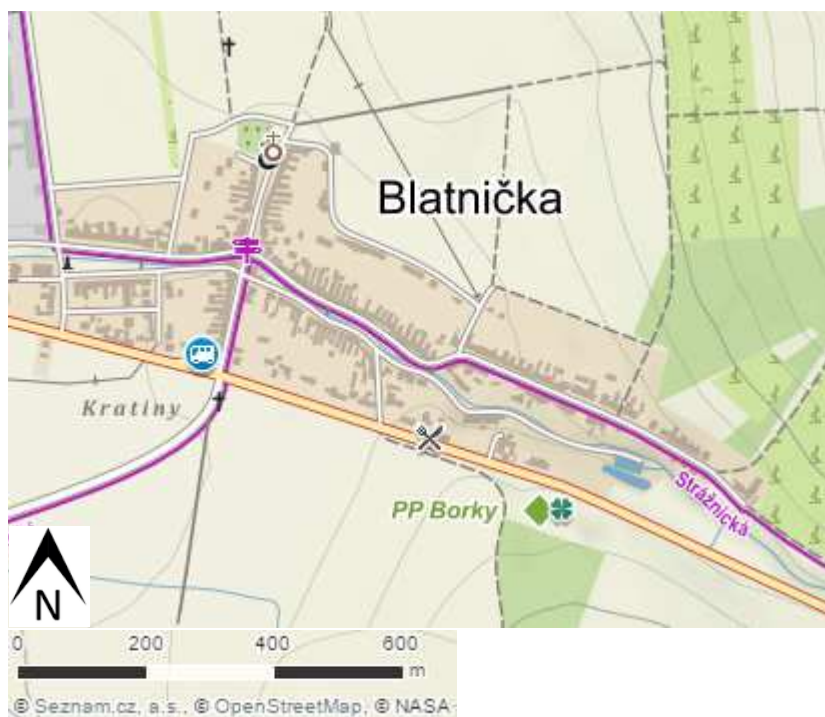 Blatnička
Kratiny
PP Borky
Strážnická
N
0 200 400 600
m
© Seznam.cz, a.s., © OpenStreetMap, © NASA